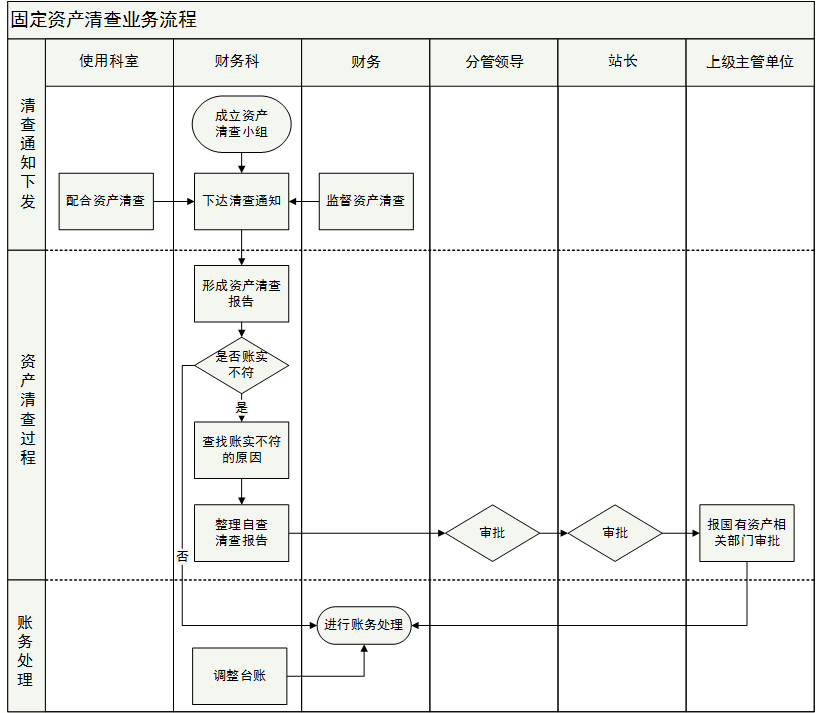 固定资产清查业务流程
使用科室
财务科
财务
分管领导
站长
上级主管单位
清查通知下发
成立资产
清查小组
配合资产清查
下达清查通知
监督资产清查
资产清查过程
形成资产清查
报告
是否账实
不符
是
查找账实不符
的原因
整理自查
清查报告
审批
审批
报国有资产相
关部门审批
否
账务处理
进行账务处理
调整台账